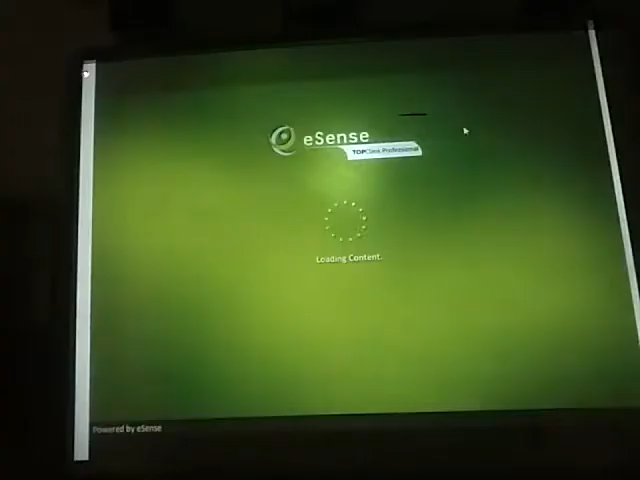 eSense
TOPClass Professional
Loading Content.
Powered by eSense